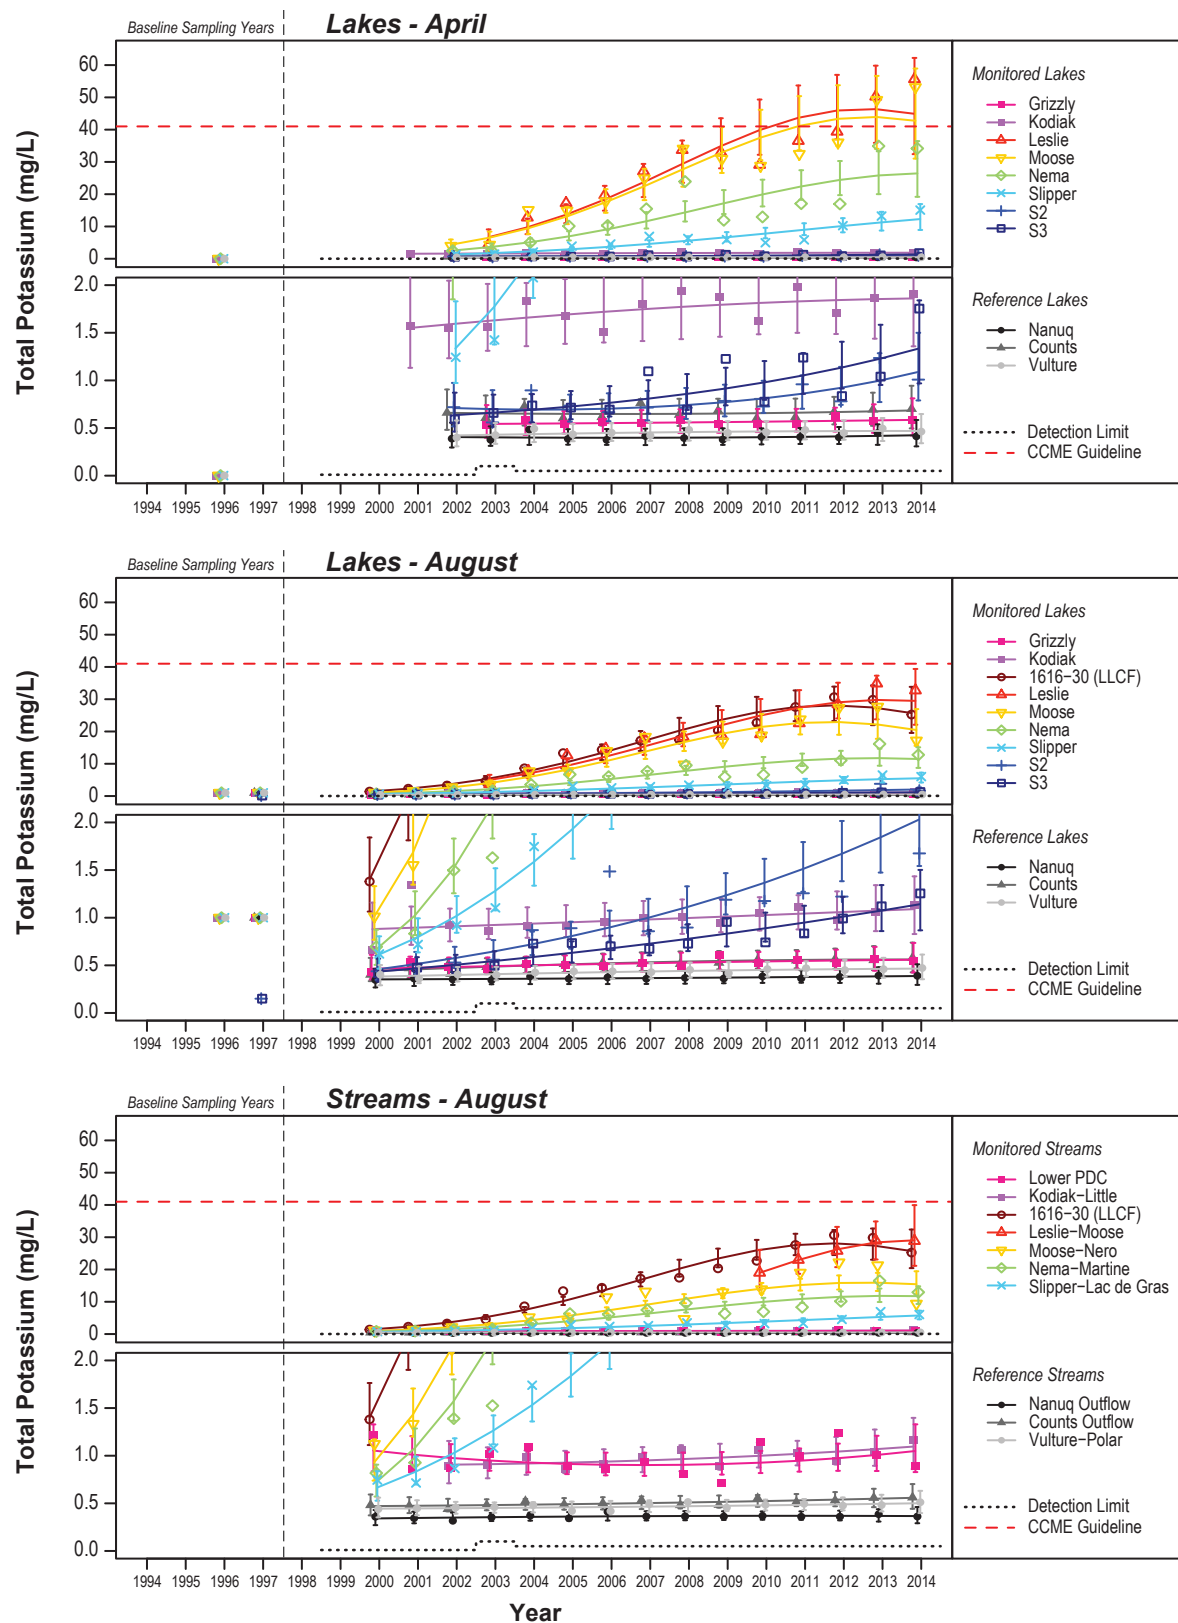 Baseline Sampling Years
Lakes - April
Total Potassium (mg/L)
60
50
40
30
20
10
0
2.0
1.5
1.0
0.5
0.0
1994 1995 1996 1997 1998 1999 2000 2001 2002 2003 2004 2005 2006 2007 2008 2009 2010 2011 2012 2013 2014
Monitored Lakes
Grizzly
Kodiak
Leslie
Moose
Nema
Slipper
S2
S3
Reference Lakes
Nanuq
Counts
Vulture
Detection Limit
CCME Guideline
Baseline Sampling Years
Lakes - August
Total Potassium (mg/L)
60
50
40
30
20
10
0
2.0
1.5
1.0
0.5
0.0
1994 1995 1996 1997 1998 1999 2000 2001 2002 2003 2004 2005 2006 2007 2008 2009 2010 2011 2012 2013 2014
Monitored Lakes
Grizzly
Kodiak
1616-30 (LLCF)
Leslie
Moose
Nema
Slipper
S2
S3
Reference Lakes
Nanuq
Counts
Vulture
Detection Limit
CCME Guideline
Baseline Sampling Years
Streams - August
Total Potassium (mg/L)
60
50
40
30
20
10
0
2.0
1.5
1.0
0.5
0.0
1994 1995 1996 1997 1998 1999 2000 2001 2002 2003 2004 2005 2006 2007 2008 2009 2010 2011 2012 2013 2014
Year
Monitored Streams
Lower PDC
Kodiak-Little
1616-30 (LLCF)
Leslie-Moose
Moose-Nero
Nema-Martine
Slipper-Lac de Gras
Reference Streams
Nanuq Outflow
Counts Outflow
Vulture-Polar
Detection Limit
CCME Guideline